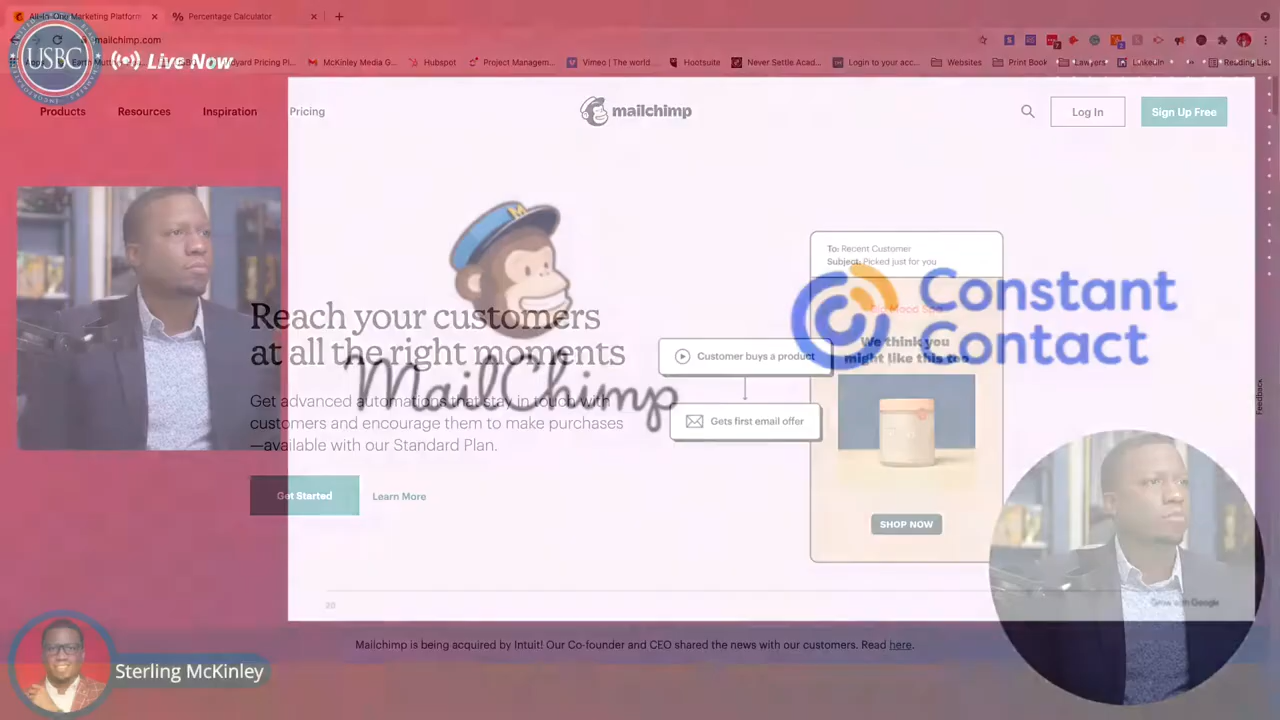 All-In-One Marketing Platform
Percentage Calculator
mailchimp.com
McKinley Media G...
Hubspot
Project Managem...
Vimeo | The world ...
Hootsuite
Never Settle Acad...
Login to your acc...
Websites
Print Book
Lawyers
LinkedIn
Reading List
USBC
Live Now
Products
Resources
Inspiration
Pricing
mailchimp
Log In
Sign Up Free
To: Recent Customer
Subject: Picked just for you
We think you
might like this too
SHOP NOW
Constant
Contact
Reach your customers
at all the right moments
MailChimp
Customer buys a product
Gets first email offer
Get advanced automations that stay in touch with
customers and encourage them to make purchases
—available with our Standard Plan.
Get Started
Learn More
Feedback
20
Grow with Google
Mailchimp is being acquired by Intuit! Our Co-founder and CEO shared the news with our customers. Read here.
Sterling McKinley